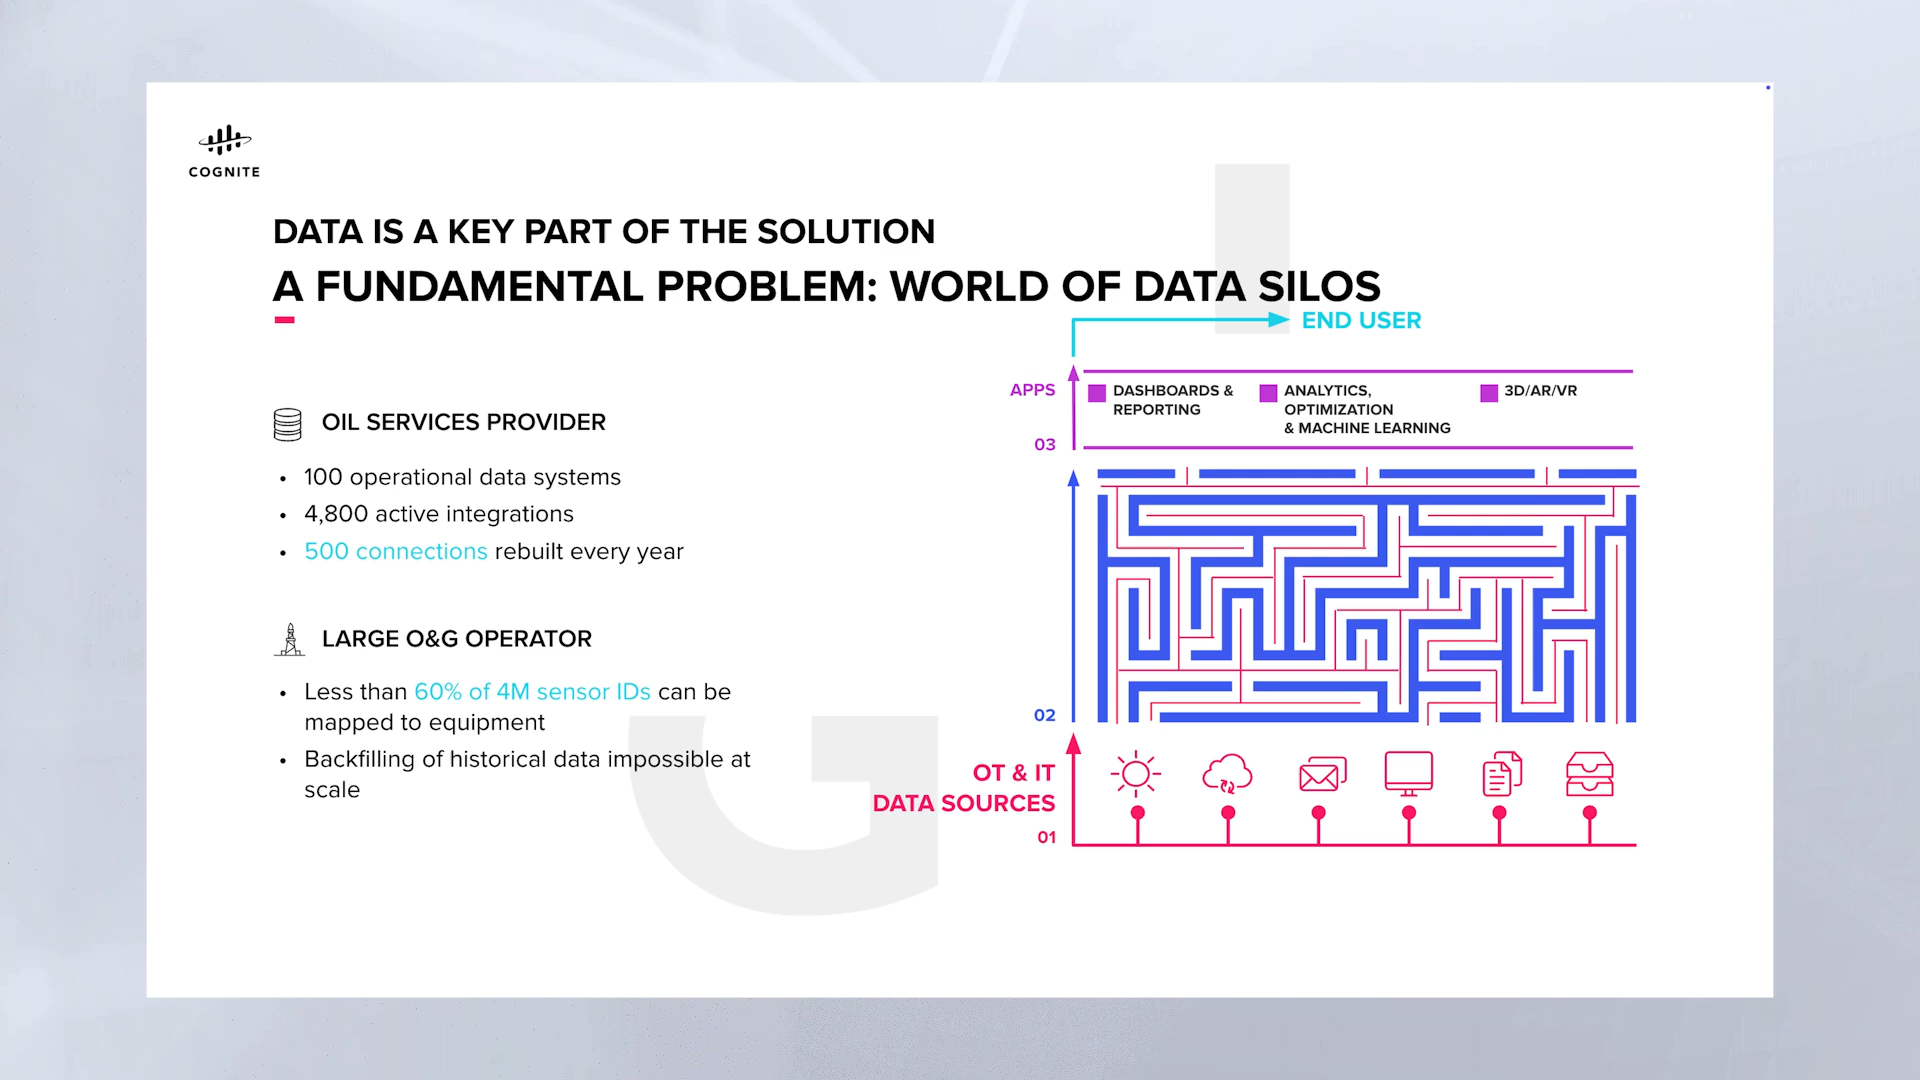 COGNITE
DATA IS A KEY PART OF THE SOLUTION
A FUNDAMENTAL PROBLEM: WORLD OF DATA SILOS
OIL SERVICES PROVIDER
• 100 operational data systems
• 4,800 active integrations
• 500 connections rebuilt every year
LARGE O&G OPERATOR
• Less than 60% of 4M sensor IDs can be
mapped to equipment
• Backfilling of historical data impossible at
scale
END USER
APPS
03
DASHBOARDS &
REPORTING
ANALYTICS,
OPTIMIZATION
& MACHINE LEARNING
3D/AR/VR
02
OT & IT
DATA SOURCES
01